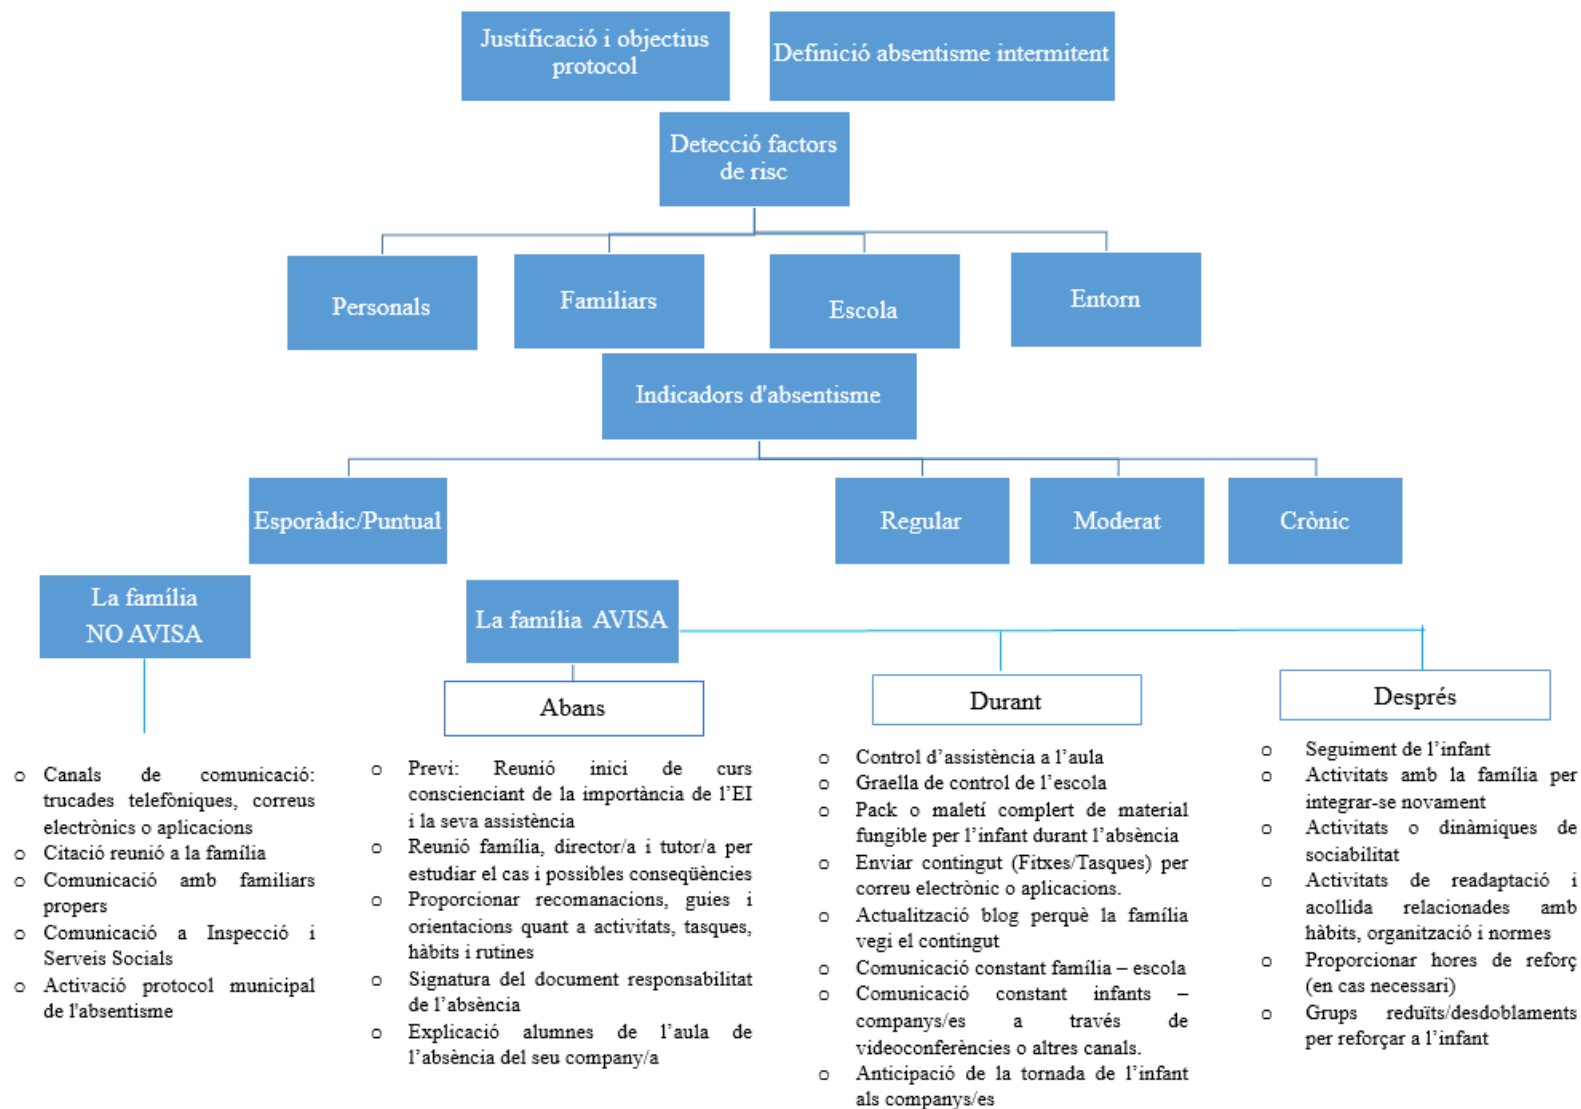 Justificació i objectius
protocol
Definició absentisme intermitent
Detecció factors
de risc
Personals
Familiars
Escola
Entorn
Indicadors d'absentisme
Esporàdic/Puntual
Regular
Moderat
Crònic
La família
NO AVISA
La família AVISA
Abans
Durant
Després
o Canals de comunicació:
trucades telefòniques, correus
electrònics o aplicacions
o Citació reunió a la família
o Comunicació amb familiars
propers
o Comunicació a Inspecció i
Serveis Socials
o Activació protocol municipal
de l'absentisme
o Previ: Reunió inici de curs
conscienciant de la importància de l’EI
i la seva assistència
o Reunió família, director/a i tutor/a per
estudiar el cas i possibles conseqüències
o Proporcionar recomanacions, guies i
orientacions quant a activitats, tasques,
hàbits i rutines
o Signatura del document responsabilitat
de l’absència
o Explicació alumnes de l’aula de
l’absència del seu company/a
o Control d’assistència a l’aula
o Graella de control de l’escola
o Pack o maletí complert de material
fungible per l’infant durant l’absència
o Enviar contingut (Fitxes/Tasques) per
correu electrònic o aplicacions.
o Actualització blog perquè la família
vegi el contingut
o Comunicació constant família – escola
o Comunicació constant infants –
companys/es a través de
videoconferències o altres canals.
o Anticipació de la tornada de l’infant
als companys/es
o Seguiment de l’infant
o Activitats amb la família per
integrar-se novament
o Activitats o dinàmiques de
sociabilitat
o Activitats de readaptació i
acollida relacionades amb
hàbits, organització i normes
o Proporcionar hores de reforç
(en cas necessari)
o Grups reduïts/desdoblaments
per reforçar a l’infant